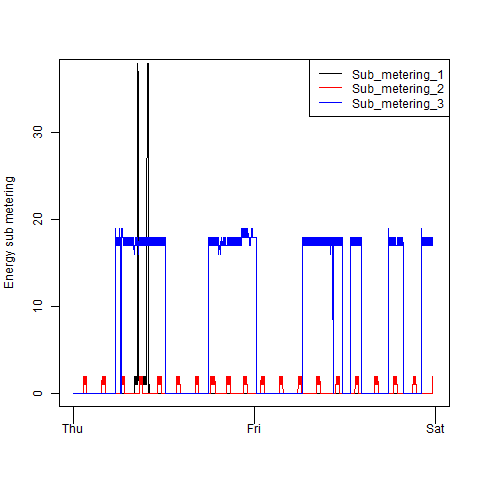 Sub_metering_1
Sub_metering_2
Sub_metering_3
Energy sub metering
30
20
10
0
Thu Fri Sat